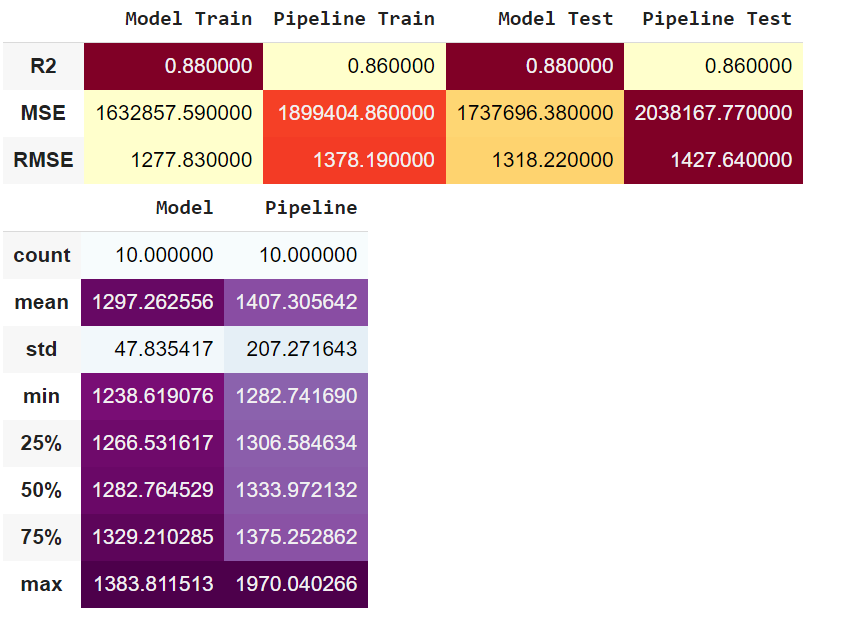 Model Train Pipeline Train Model Test Pipeline Test
R2 0.880000 0.860000 0.880000 0.860000
MSE 1632857.590000 1899404.860000 1737696.380000 2038167.770000
RMSE 1277.830000 1378.190000 1318.220000 1427.640000
Model Pipeline
count 10.000000 10.000000
mean 1297.262556 1407.305642
std 47.835417 207.271643
min 1238.619076 1282.741690
25% 1266.531617 1306.584634
50% 1282.764529 1333.972132
75% 1329.210285 1375.252862
max 1383.811513 1970.040266